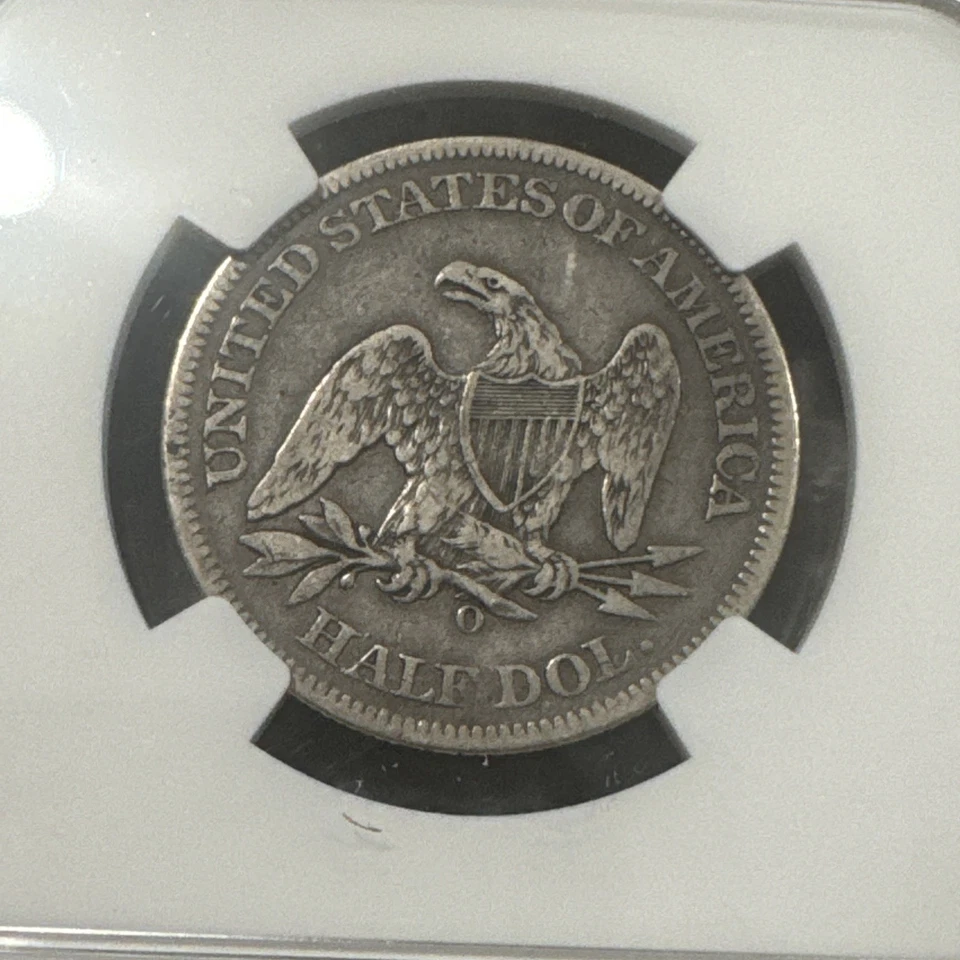 UNITED STATES OF AMERICA
O
HALF DOL.